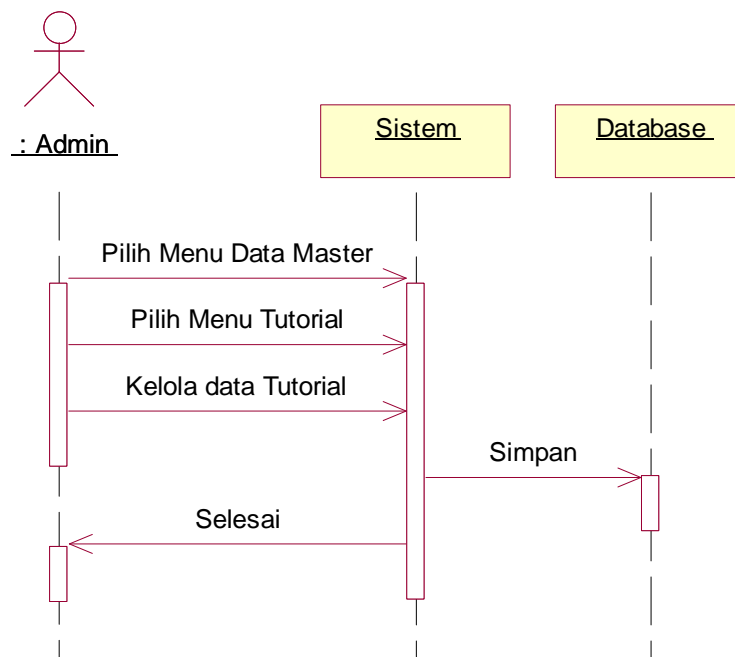 : Admin
Sistem
Database
Pilih Menu Data Master
Pilih Menu Tutorial
Kelola data Tutorial
Simpan
Selesai